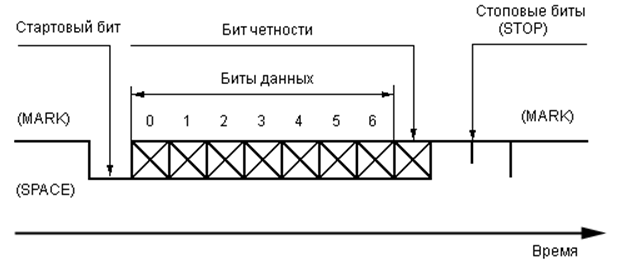 Стартовый бит
Бит четности
Стоповые биты
(STOP)
Биты данных
(MARK)
0 1 2 3 4 5 6
(MARK)
(SPACE)
Время